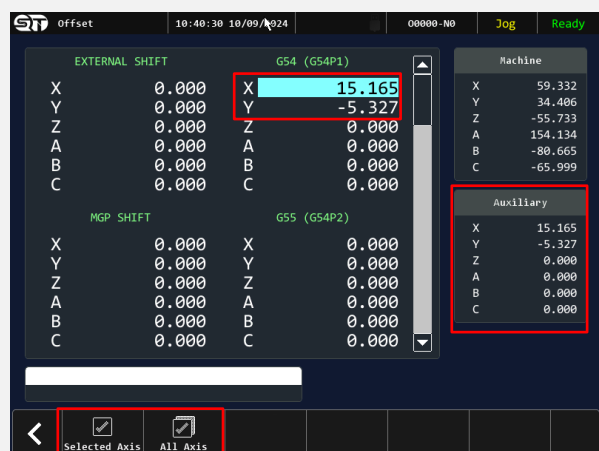 ST Offset 10:40:30 10/09/2024 O0000-N0 Jog Ready
EXTERNAL SHIFT G54 (G54P1)
X 0.000 X 15.165
Y 0.000 Y -5.327
Z 0.000 Z 0.000
A 0.000 A 0.000
B 0.000 B 0.000
C 0.000 C 0.000
MGP SHIFT G55 (G54P2)
X 0.000 X 0.000
Y 0.000 Y 0.000
Z 0.000 Z 0.000
A 0.000 A 0.000
B 0.000 B 0.000
C 0.000 C 0.000
Machine
X 59.332
Y 34.406
Z -55.733
A 154.134
B -80.665
C -65.999
Auxiliary
X 15.165
Y -5.327
Z 0.000
A 0.000
B 0.000
C 0.000
Selected Axis All Axis